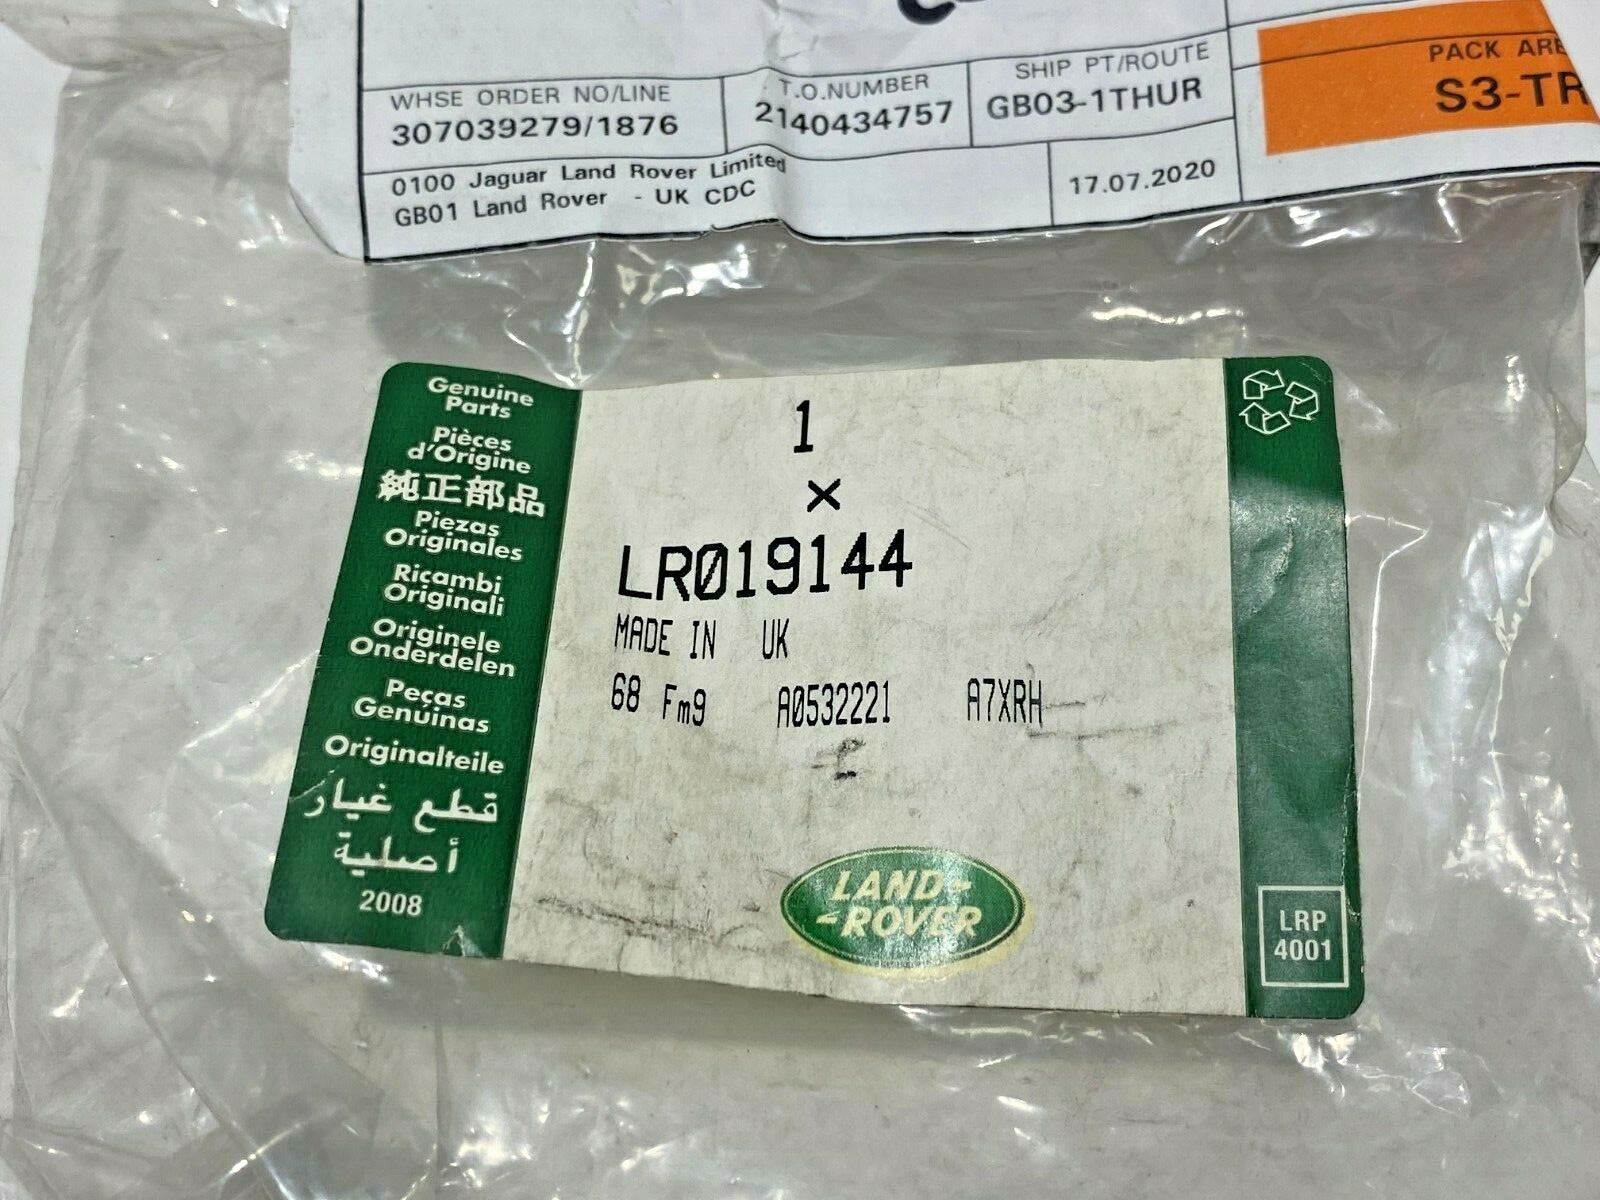 WHSE ORDER NO/LINE
307039279/1876
T.O.NUMBER
2140434757
SHIP PT/ROUTE
GB03-1THUR
PACK ARE
S3-TR
0100 Jaguar Land Rover Limited
GB01 Land Rover - UK CDC
17.07.2020
Genuine
Parts
Pièces
d'Origine
純正部品
Piezas
Originales
Ricambi
Originali
Originele
Onderdelen
Peças
Genuinas
Originalteile
قطع غيار
أصلية
2008
1
×
LR019144
MADE IN UK
68 Fm9 A0532221 A7XRH
LAND-
-ROVER
LRP
4001